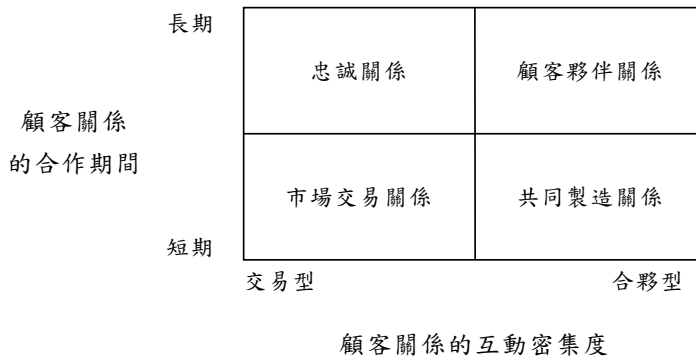 長期
忠誠關係
顧客夥伴關係
顧客關係
的合作期間
市場交易關係
共同製造關係
短期
交易型
合夥型
顧客關係的互動密集度